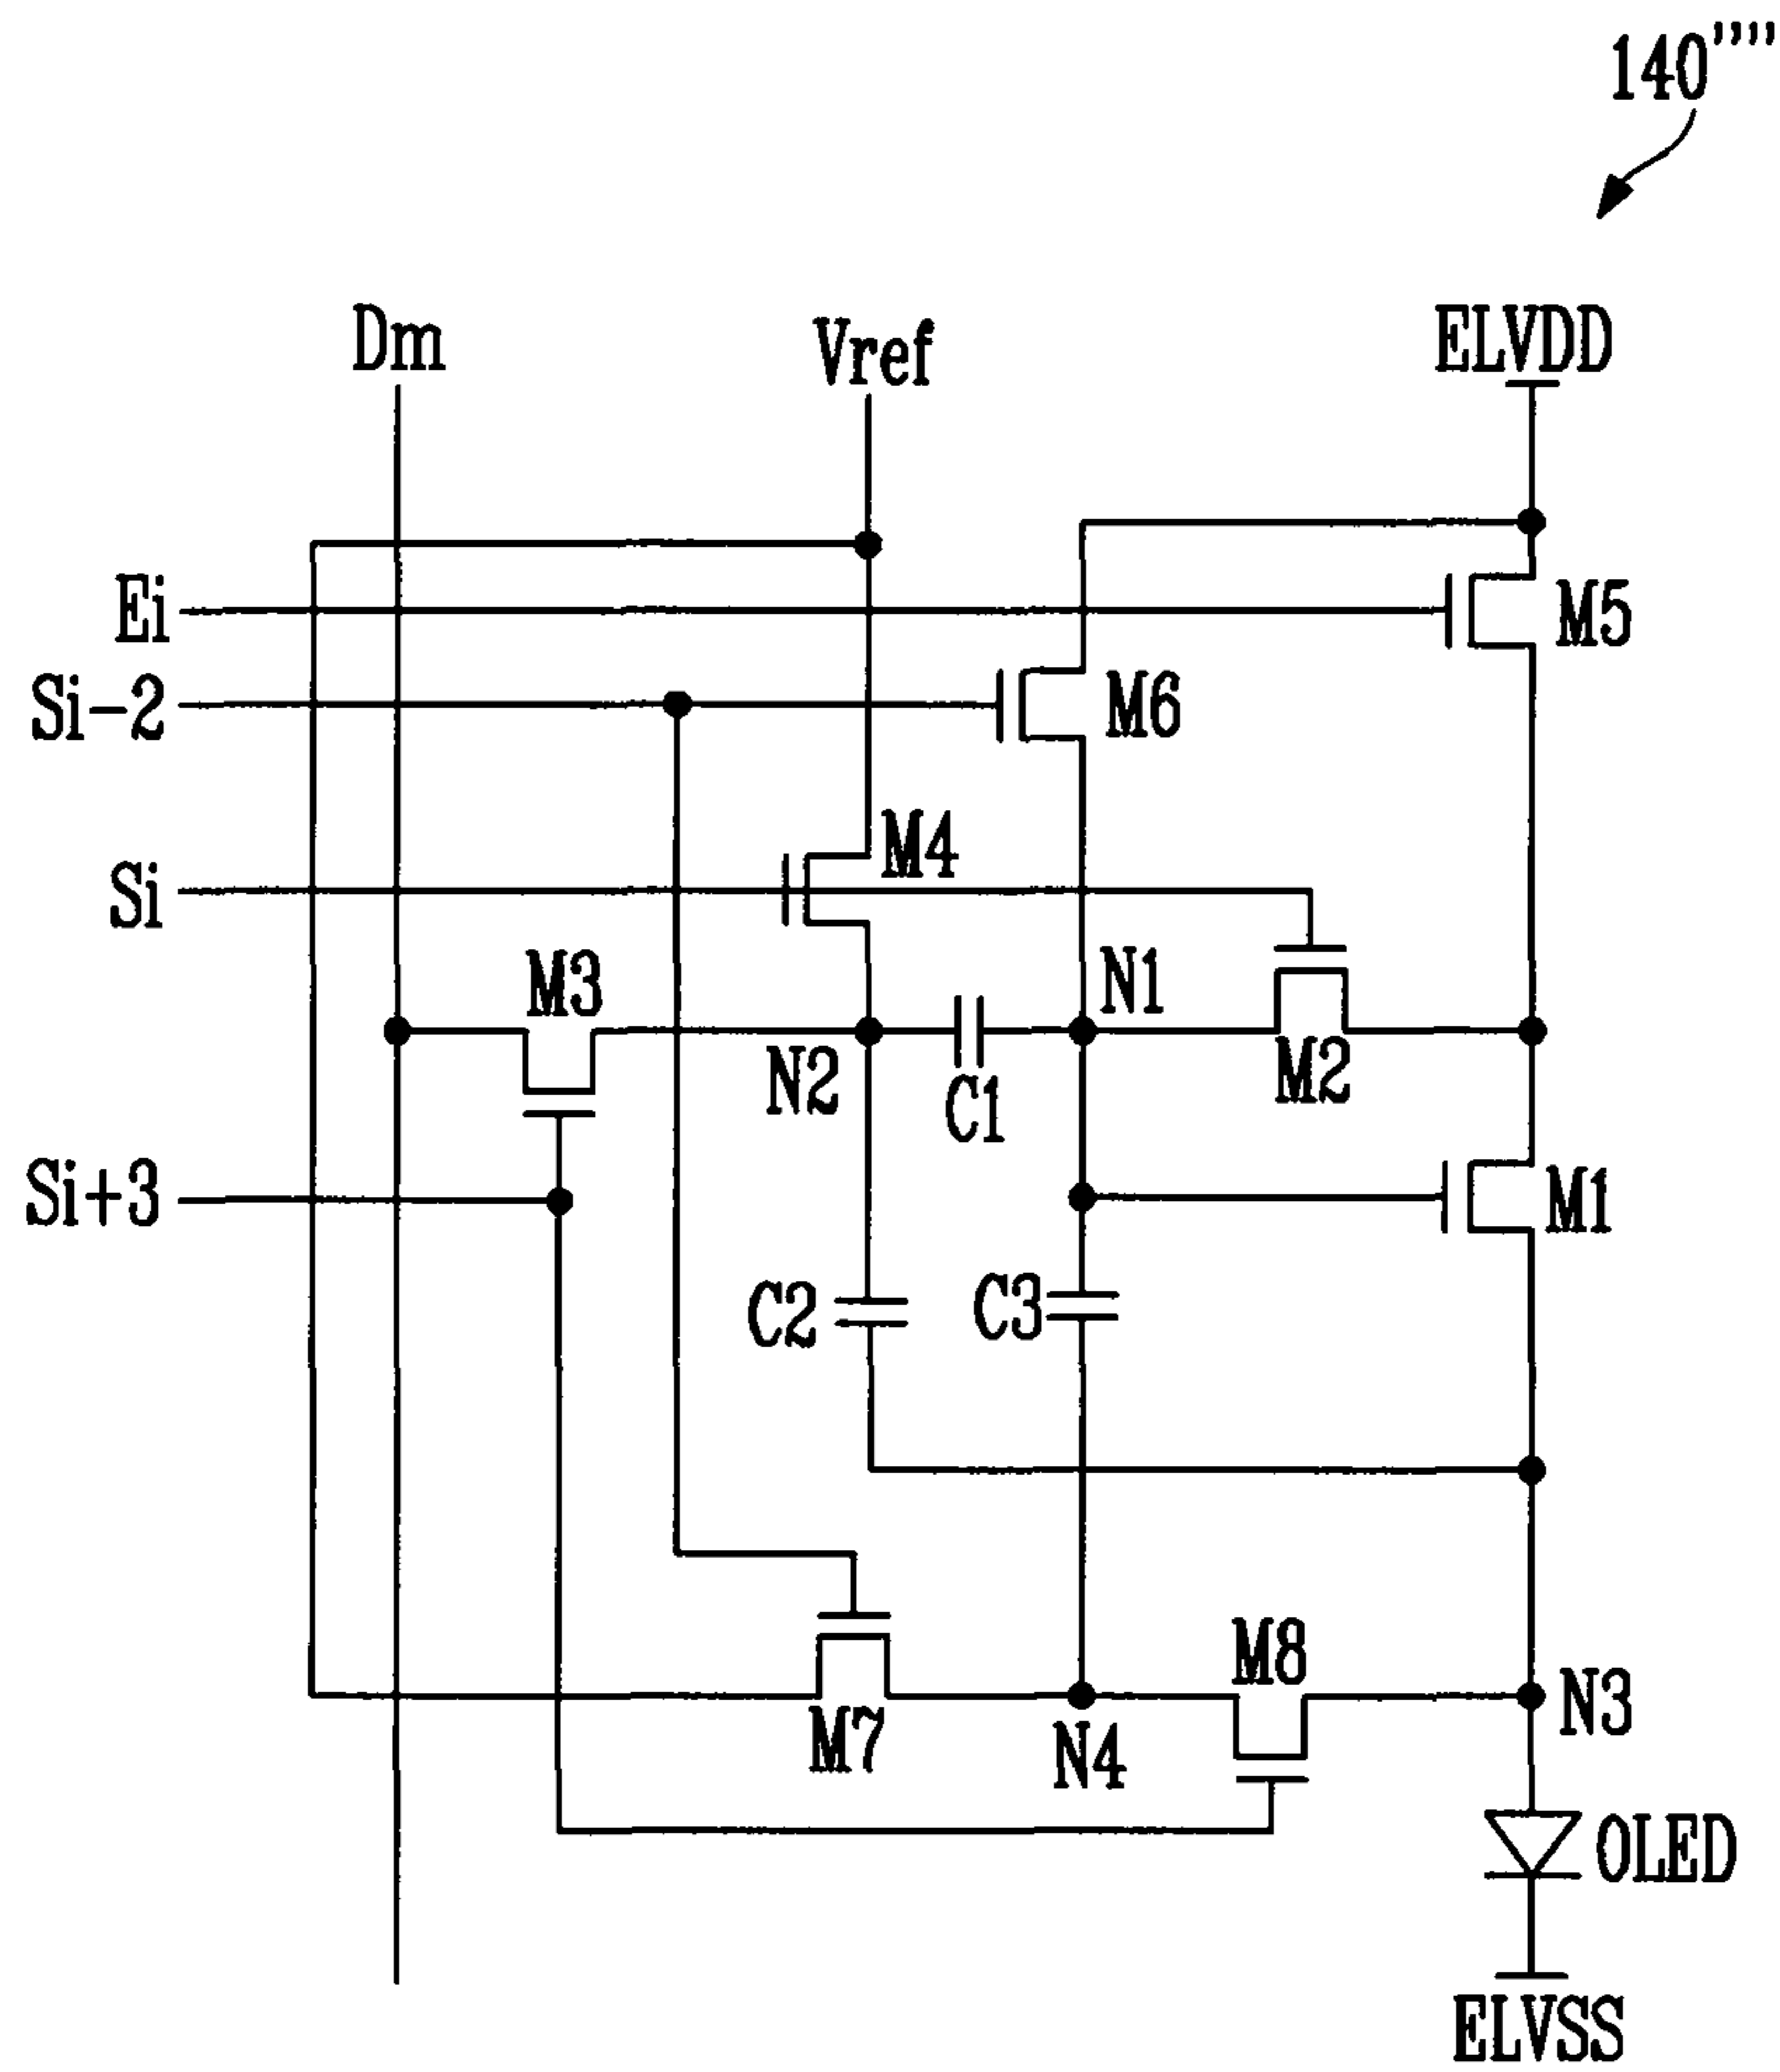 140''''
Dm
Vref
ELVDD
Ei
M5
Si-2
M6
M4
Si
M3
N1
N2
C1
M2
Si+3
M1
C2
C3
M8
N3
M7
N4
OLED
ELVSS